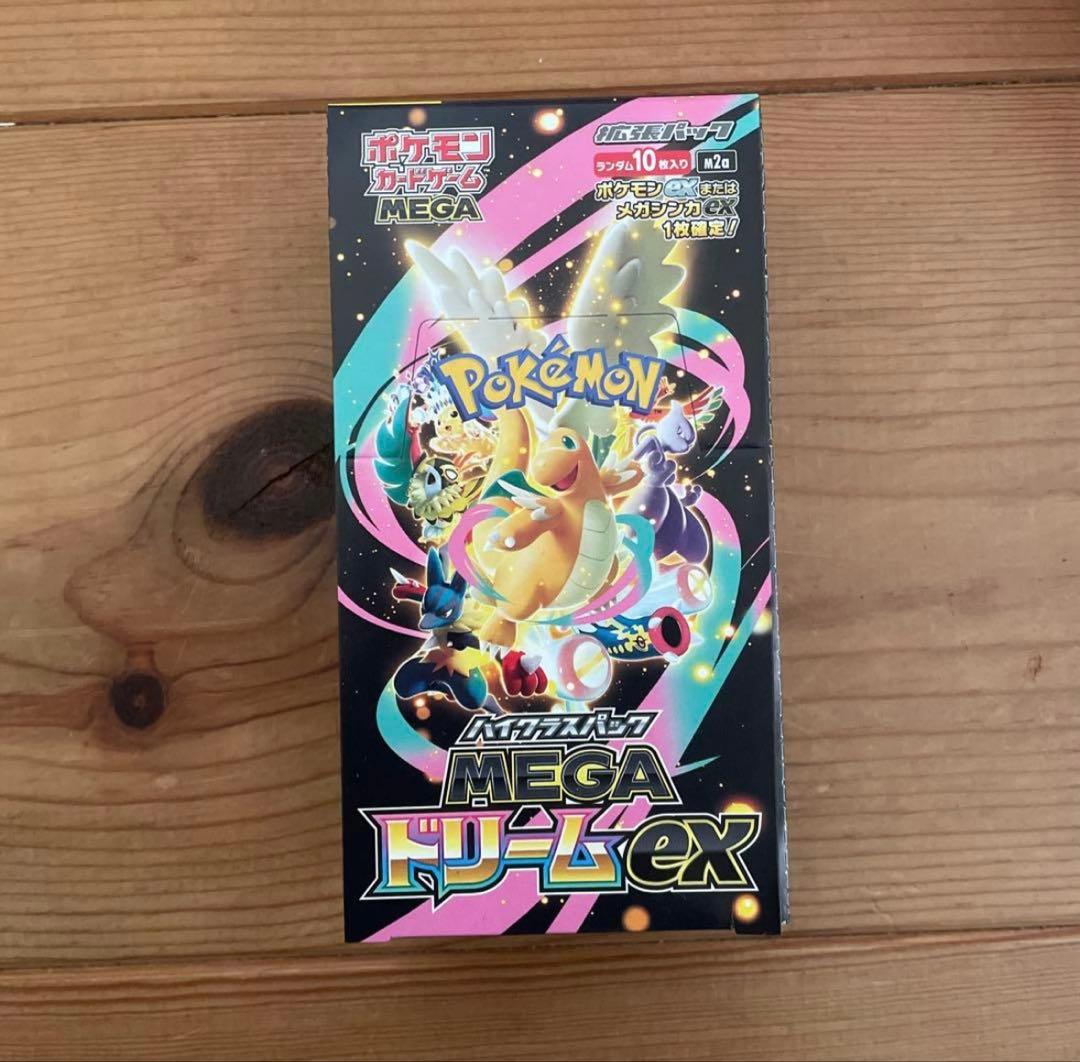 ポケモン
カードゲーム
MEGA
拡張パック
ランダム10枚入り M2a
ポケモンexまたは
メガシンカex
1枚確定!
POKéMON
ハイクラスパック
MEGA
ドリームex